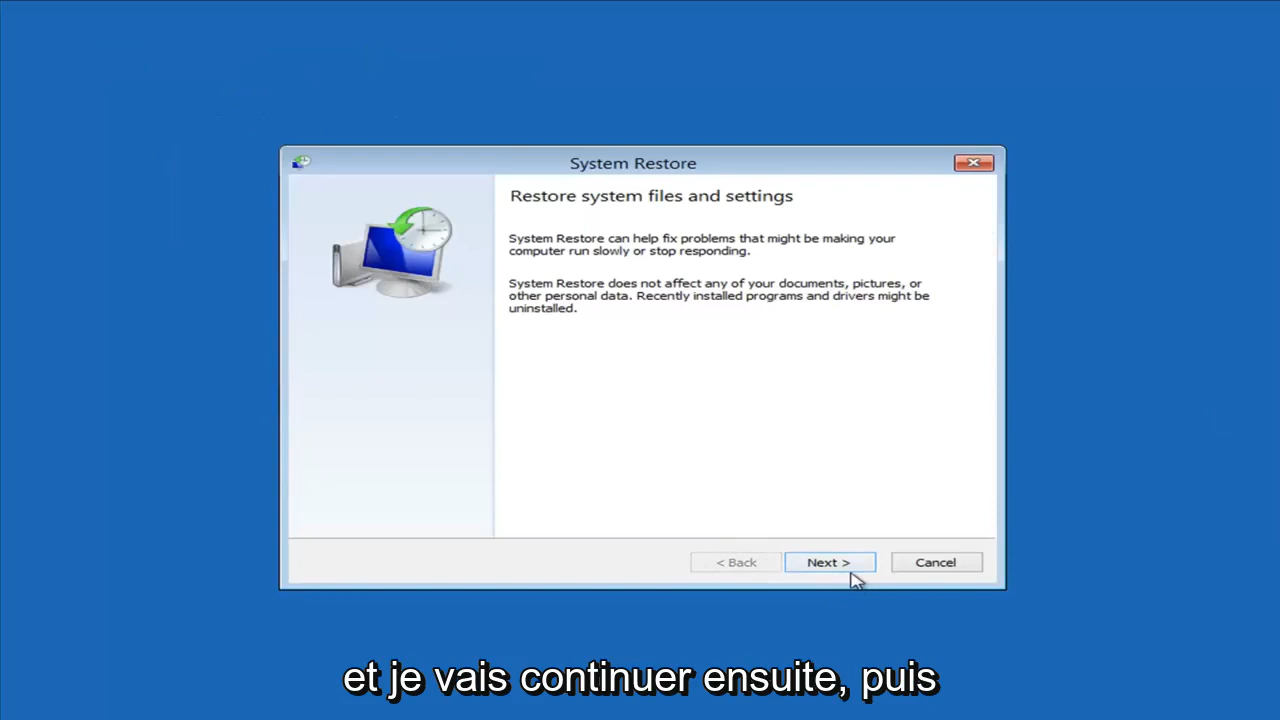 System Restore
Restore system files and settings
System Restore can help fix problems that might be making your
computer run slowly or stop responding.
System Restore does not affect any of your documents, pictures, or
other personal data. Recently installed programs and drivers might be
uninstalled.
< Back
Next >
Cancel
et je vais continuer ensuite, puis